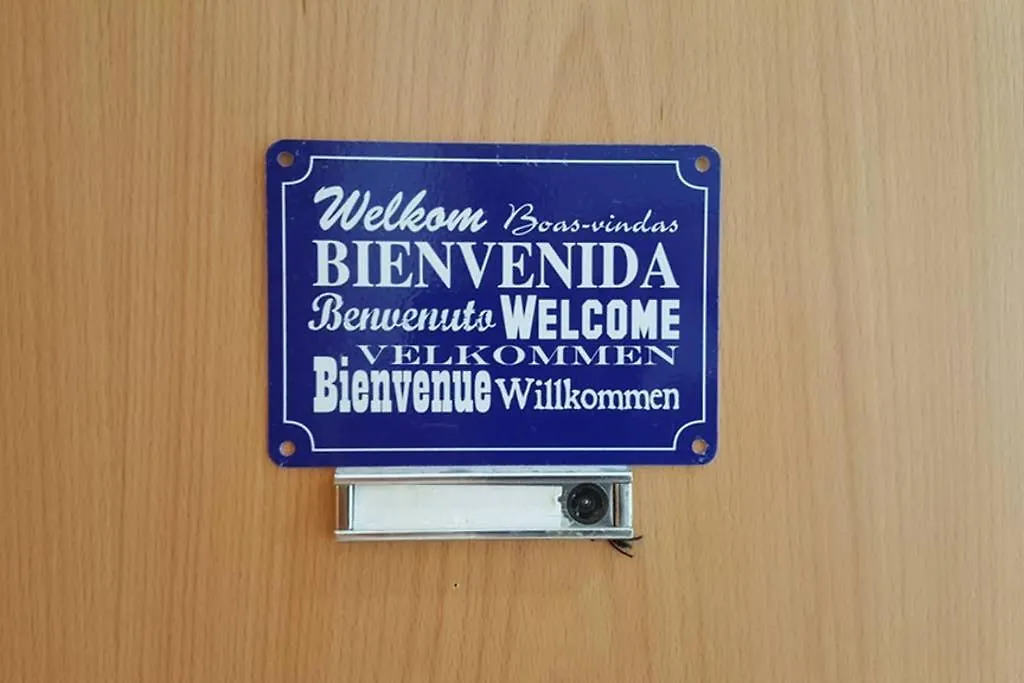 Welkom Boas-vindas
BIENVENIDA
Benvenuto WELCOME
VELKOMMEN
Bienvenue Willkommen